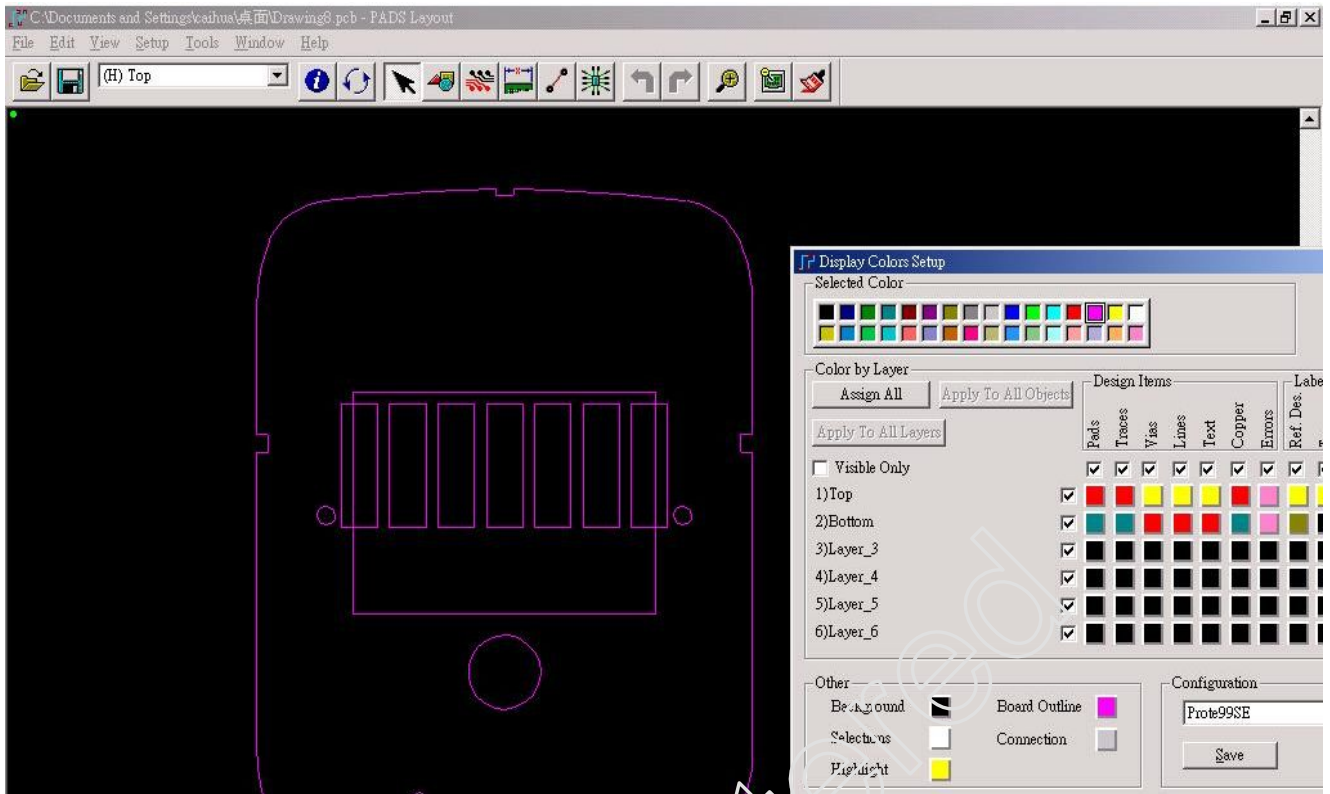 C:\Documents and Settings\caihua\桌面\Drawing8.pcb - PADS Layout
File Edit View Setup Tools Window Help
(H) Top
Display Colors Setup
Selected Color
Color by Layer
Design Items
Assign All
Apply To All Objects
Apply To All Layers
Pads
Traces
Vias
Lines
Text
Copper
Errors
Ref. Des.
Visible Only
1)Top
2)Bottom
3)Layer_3
4)Layer_4
5)Layer_5
6)Layer_6
Other
Configuration
Background
Board Outline
Prote99SE
Selections
Connection
Save
Highlight